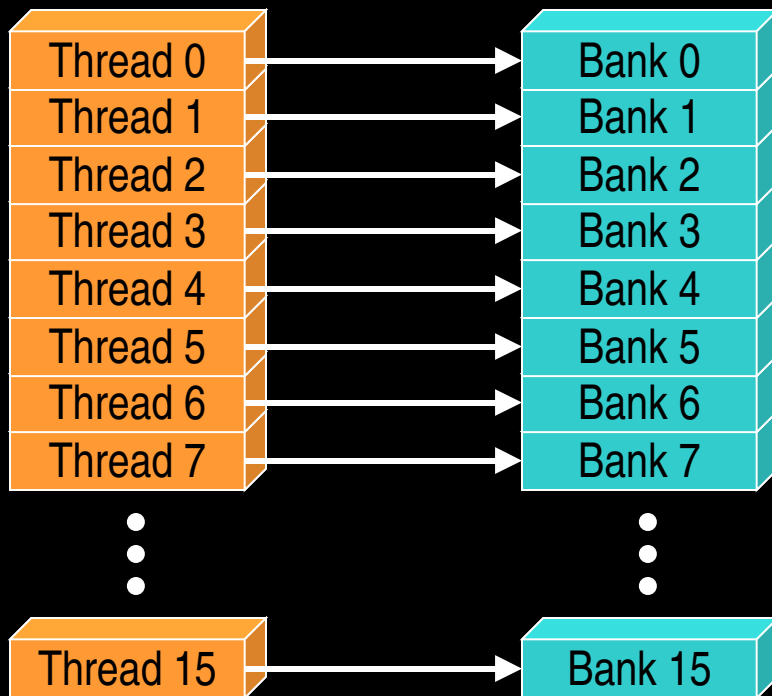 Thread 0
Bank 0
Thread 1
Bank 1
Thread 2
Bank 2
Thread 3
Bank 3
Thread 4
Bank 4
Thread 5
Bank 5
Thread 6
Bank 6
Thread 7
Bank 7
Thread 15
Bank 15